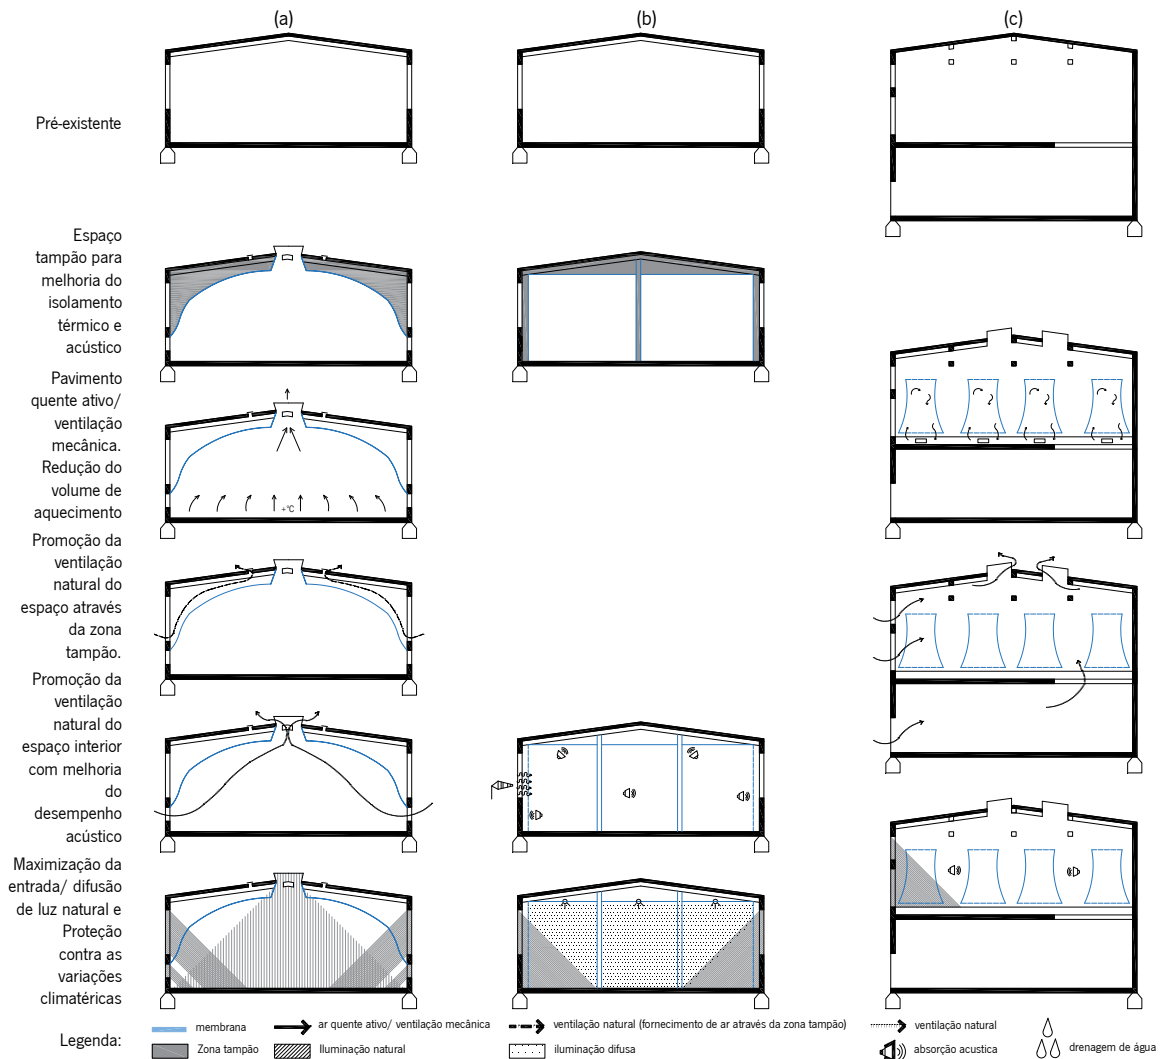 (a)
(b)
(c)
Pré-existente
Espaço
tampão para
melhoria do
isolamento
térmico e
acústico
Pavimento
quente ativo/
ventilação
mecânica.
Redução do
volume de
aquecimento
+°C
Promoção da
ventilação
natural do
espaço através
da zona
tampão.
Promoção da
ventilação
natural do
espaço interior
com melhoria
do
desempenho
acústico
Maximização da
entrada/ difusão
de luz natural e
Proteção
contra as
variações
climatéricas
Legenda:
membrana
ar quente ativo/ ventilação mecânica
ventilação natural (fornecimento de ar através da zona tampão)
ventilação natural
Zona tampão
Iluminação natural
iluminação difusa
absorção acustica
drenagem de água